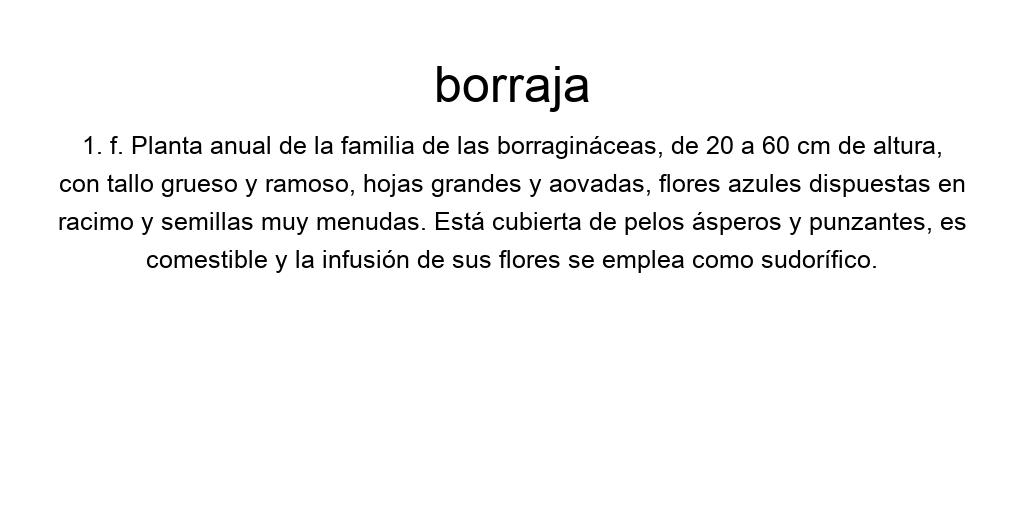 borraja
1. f. Planta anual de la familia de las borragináceas, de 20 a 60 cm de altura,
con tallo grueso y ramoso, hojas grandes y aovadas, flores azules dispuestas en
racimo y semillas muy menudas. Está cubierta de pelos ásperos y punzantes, es
comestible y la infusión de sus flores se emplea como sudorífico.